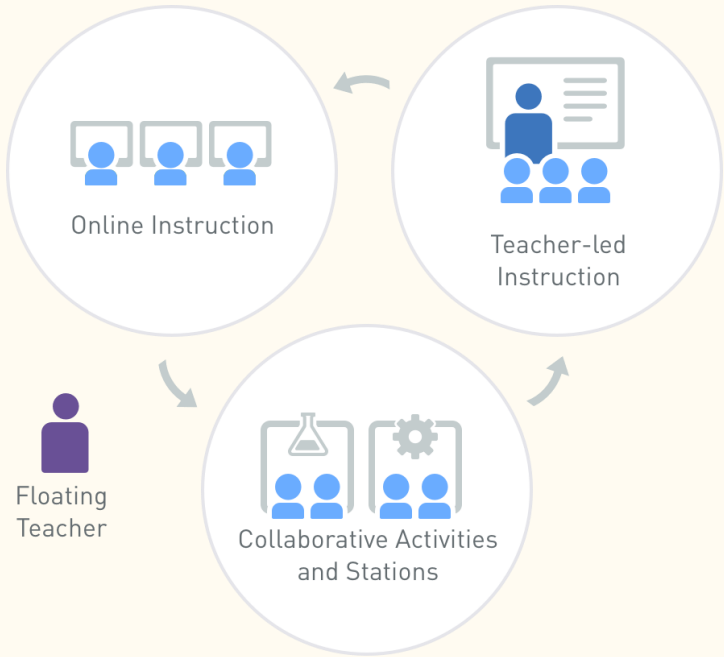 Online Instruction
Teacher-led
Instruction
Floating
Teacher
Collaborative Activities
and Stations